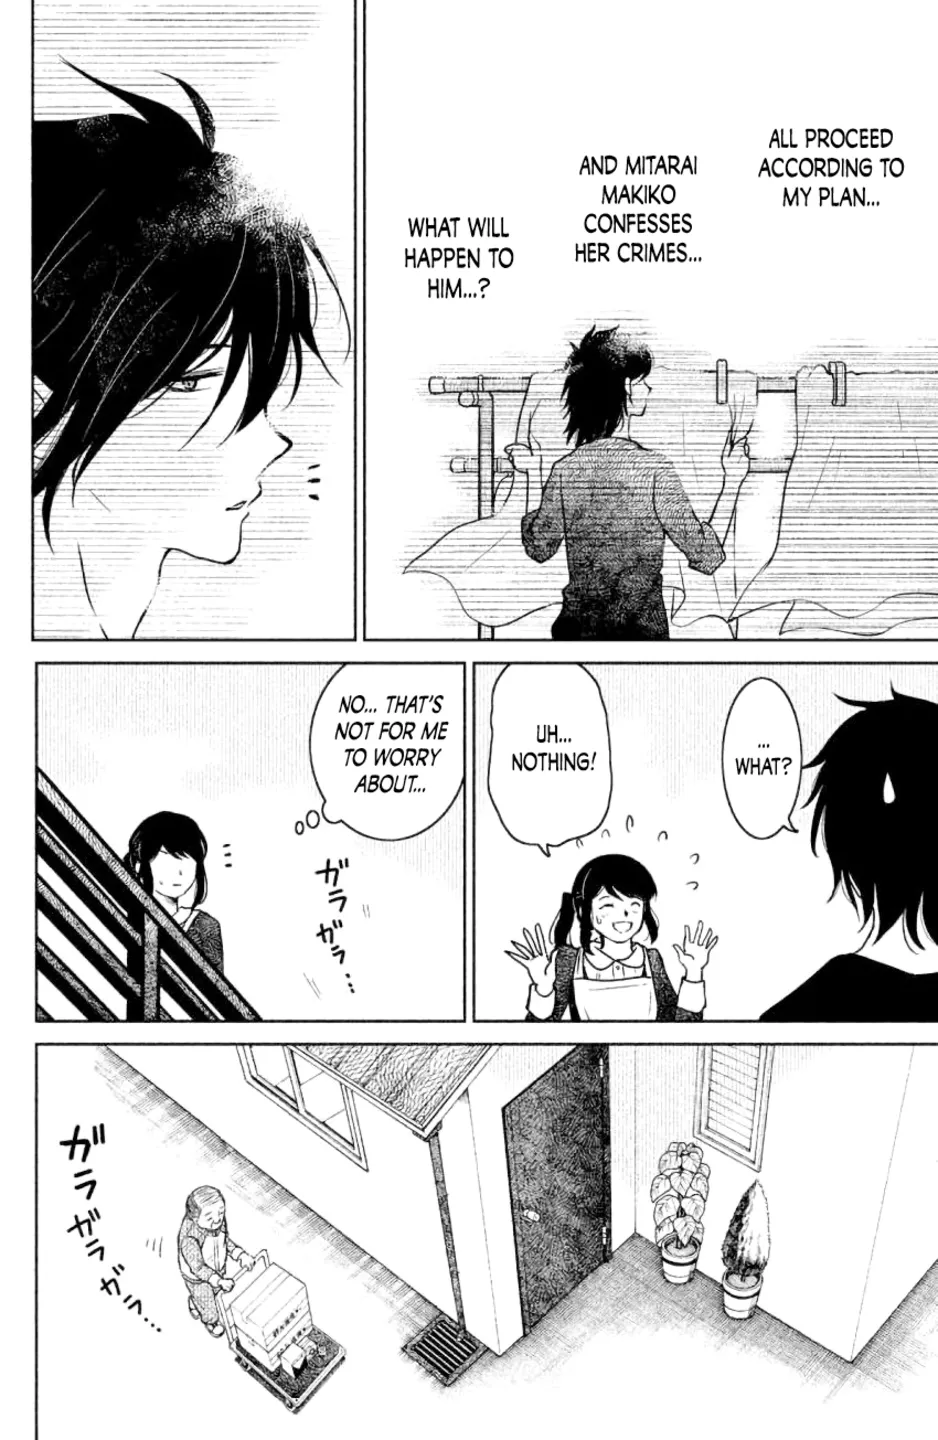 ALL PROCEED
ACCORDING TO
MY PLAN...
AND MITARAI
MAKIKO
CONFESSES
HER CRIMES...
WHAT WILL
HAPPEN TO
HIM...?
...
WHAT?
UH...
NOTHING!
NO... THAT'S
NOT FOR ME
TO WORRY
ABOUT...
ガラ
ガラ...
ガラ
ガラ
ガラ...